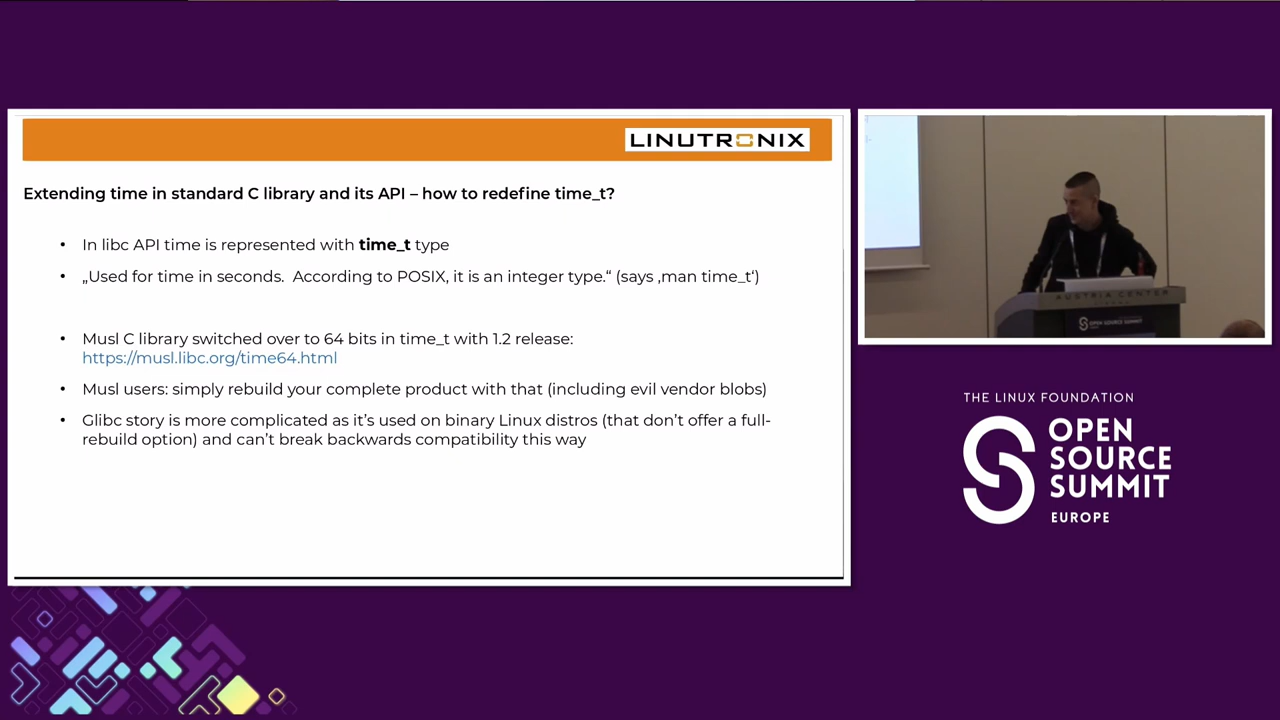 LINUTRONIX
Extending time in standard C library and its API – how to redefine time_t?
• In libc API time is represented with time_t type
• „Used for time in seconds.  According to POSIX, it is an integer type.“ (says ‚man time_t‘)
• Musl C library switched over to 64 bits in time_t with 1.2 release:
https://musl.libc.org/time64.html
• Musl users: simply rebuild your complete product with that (including evil vendor blobs)
• Glibc story is more complicated as it’s used on binary Linux distros (that don’t offer a full-
rebuild option) and can’t break backwards compatibility this way
AUSTRIA CENTER
OPEN SOURCE SUMMIT
THE LINUX FOUNDATION
OPEN
SOURCE
SUMMIT
EUROPE